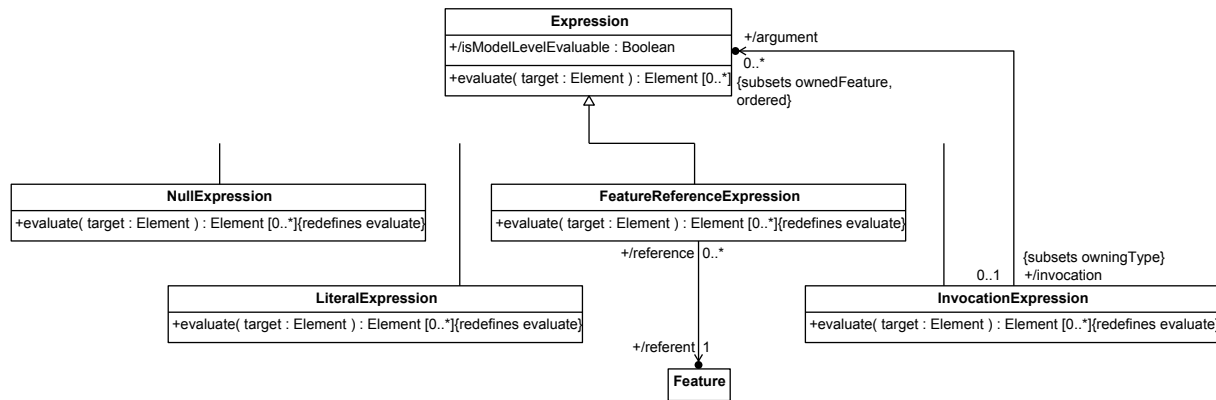 Expression
+/isModelLevelEvaluable : Boolean
+evaluate( target : Element ) : Element [0..*]
+/argument
0..*
{subsets ownedFeature,
ordered}
NullExpression
+evaluate( target : Element ) : Element [0..*]{redefines evaluate}
FeatureReferenceExpression
+evaluate( target : Element ) : Element [0..*]{redefines evaluate}
+/reference 0..*
{subsets owningType}
0..1 +/invocation
LiteralExpression
+evaluate( target : Element ) : Element [0..*]{redefines evaluate}
InvocationExpression
+evaluate( target : Element ) : Element [0..*]{redefines evaluate}
+/referent 1
Feature